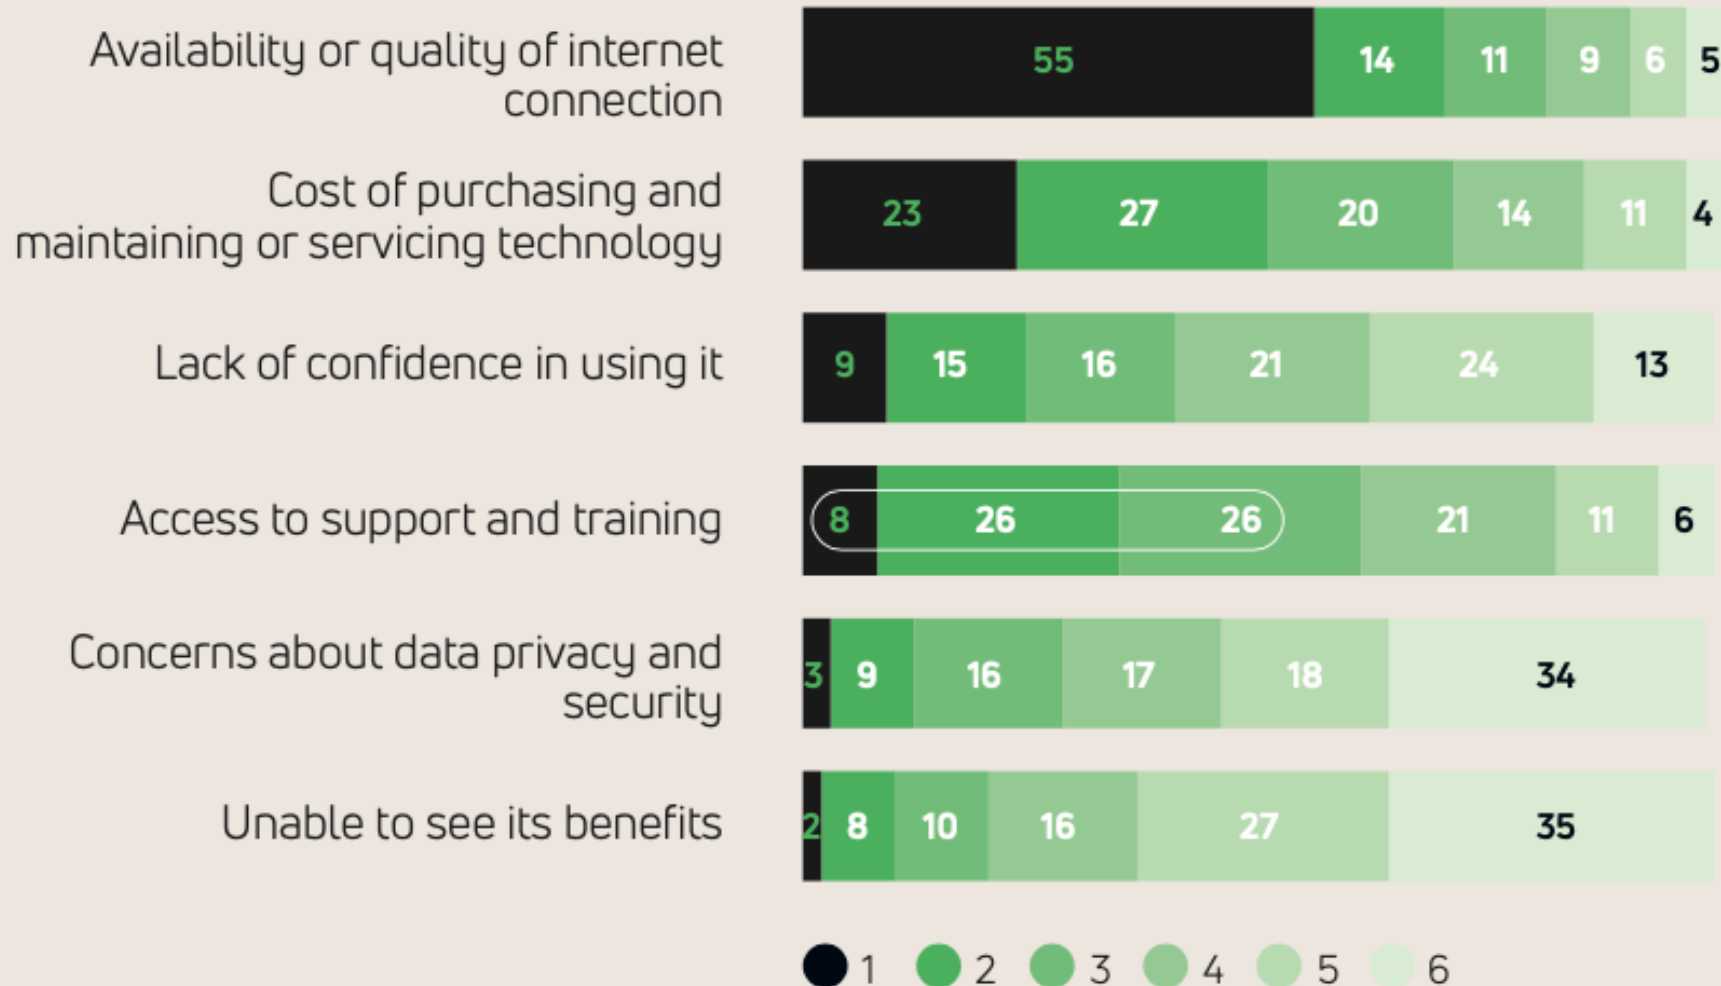 Availability or quality of internet
connection
55 14 11 9 6 5
Cost of purchasing and
maintaining or servicing technology
23 27 20 14 11 4
Lack of confidence in using it
9 15 16 21 24 13
Access to support and training
8 26 26 21 11 6
Concerns about data privacy and
security
3 9 16 17 18 34
Unable to see its benefits
2 8 10 16 27 35
1 2 3 4 5 6